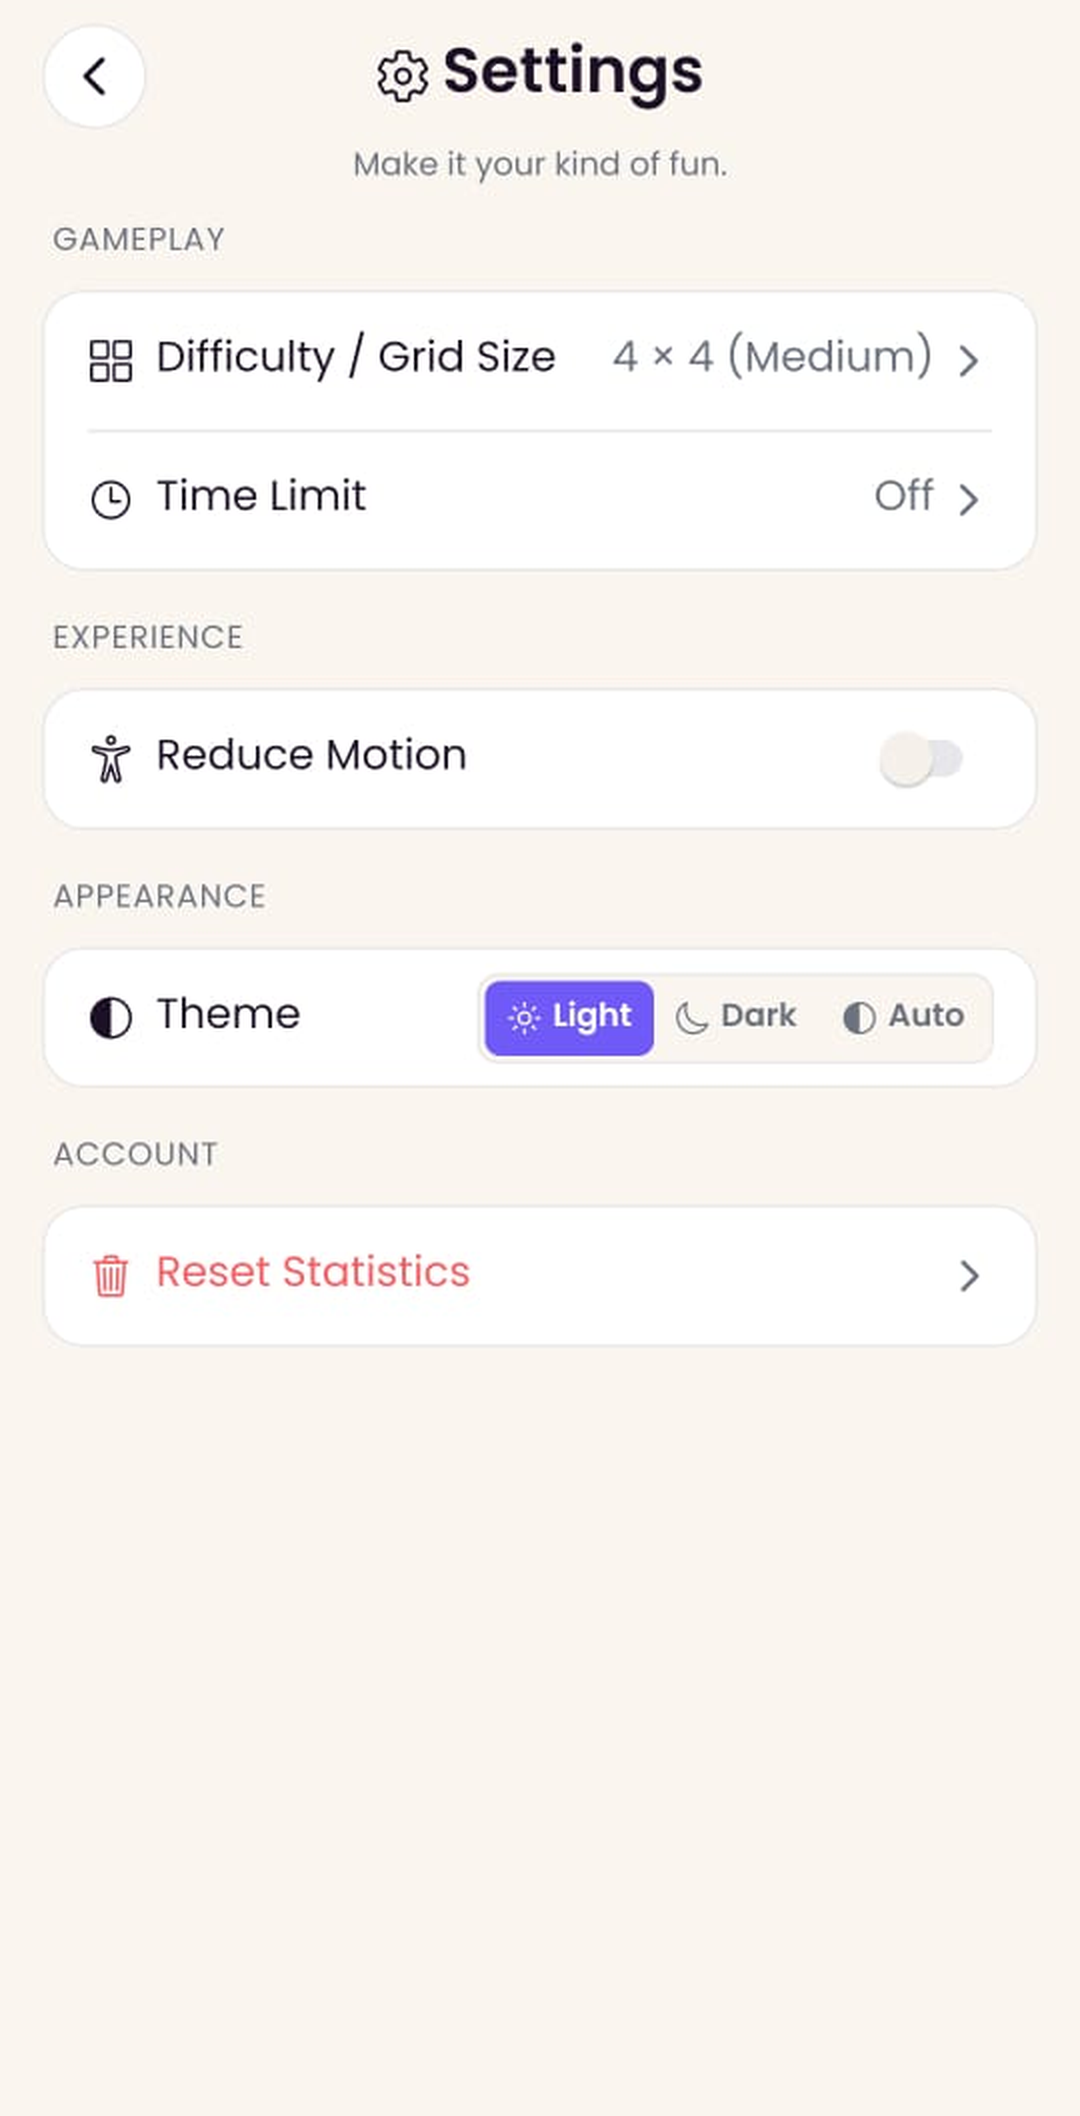 Settings
Make it your kind of fun.
GAMEPLAY
Difficulty / Grid Size 4 × 4 (Medium)
Time Limit Off
EXPERIENCE
Reduce Motion
APPEARANCE
Theme Light Dark Auto
ACCOUNT
Reset Statistics